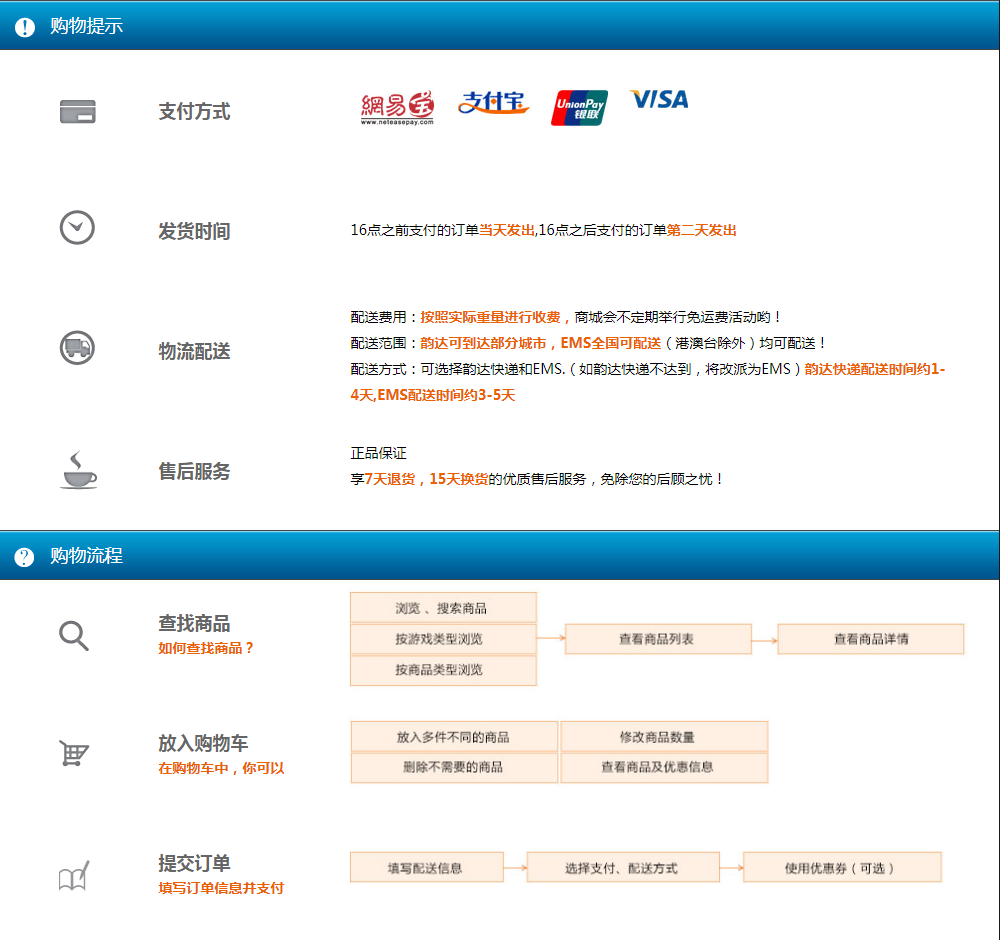 购物提示
支付方式
網易宝
www.neteasepay.com
支付宝
UnionPay
银联
VISA
发货时间
16点之前支付的订单当天发出,16点之后支付的订单第二天发出
物流配送
配送费用：按照实际重量进行收费，商城会不定期举行免运费活动哟！
配送范围：韵达可到达部分城市，EMS全国可配送（港澳台除外）均可配送！
配送方式：可选择韵达快递和EMS.（如韵达快递不达到，将改派为EMS）韵达快递配送时间约1-
4天,EMS配送时间约3-5天
售后服务
正品保证
享7天退货，15天换货的优质售后服务，免除您的后顾之忧！
购物流程
查找商品
如何查找商品？
浏览 、搜索商品
按游戏类型浏览
按商品类型浏览
查看商品列表
查看商品详情
放入购物车
在购物车中，你可以
放入多件不同的商品
修改商品数量
删除不需要的商品
查看商品及优惠信息
提交订单
填写订单信息并支付
填写配送信息
选择支付、配送方式
使用优惠券（可选）